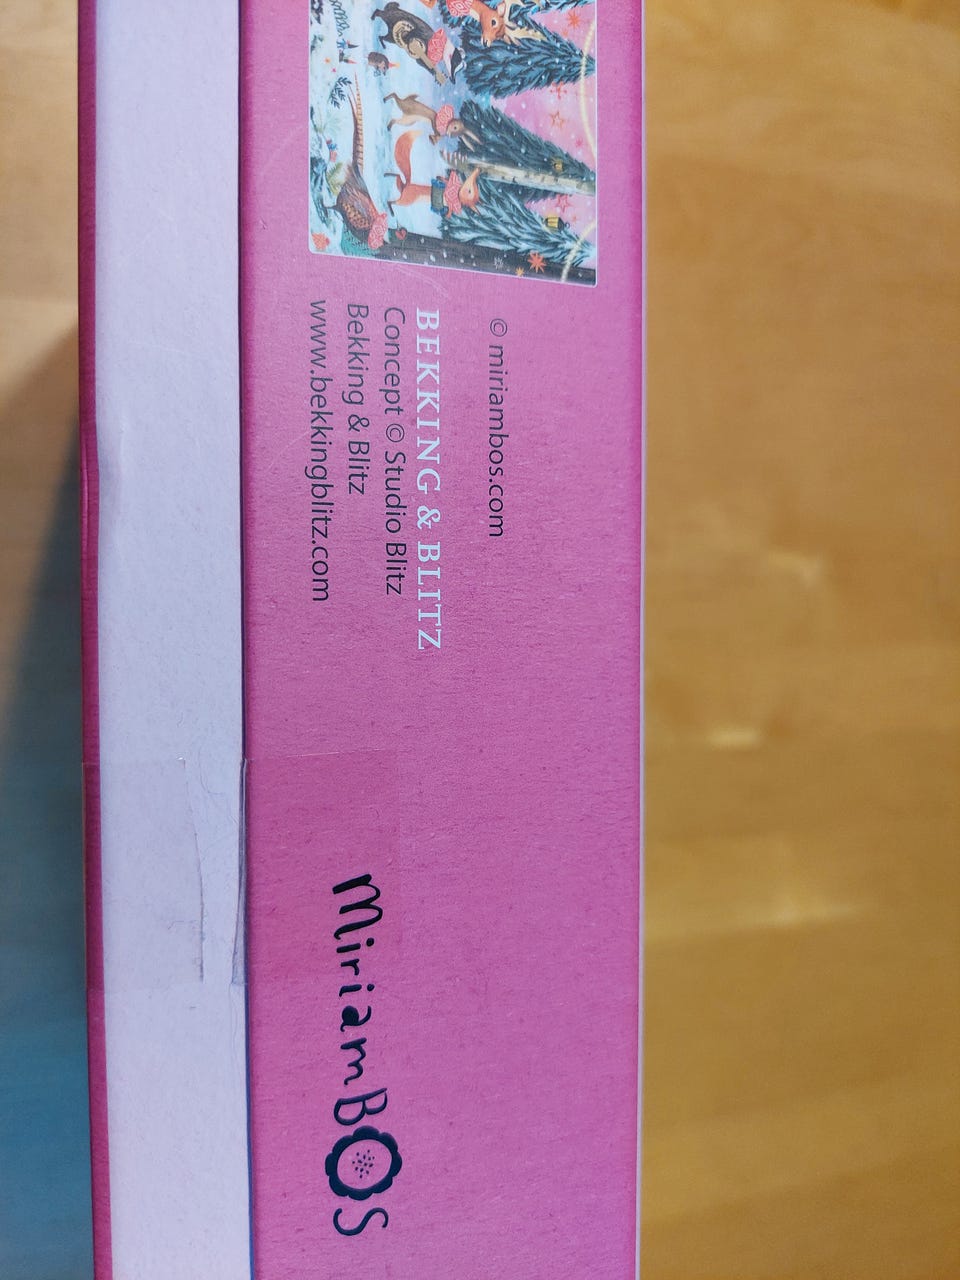 © miriambos.com
BEKKING & BLITZ
Concept © Studio Blitz
Bekking & Blitz
www.bekkingblitz.com
MiriamBOS